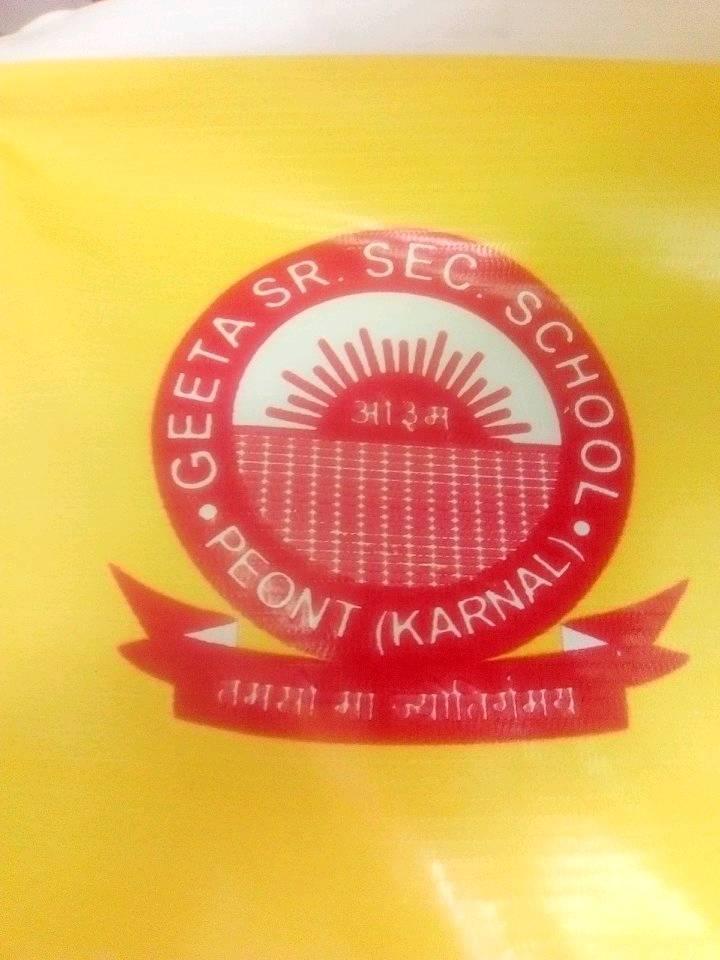 GEETA SR. SEC. SCHOOL
ओ३म
• PEONT (KARNAL) •
तमसो मा ज्योतिर्गमय